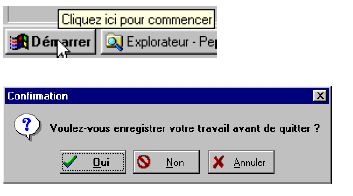 Cliquez ici pour commencer
Démarrer Explorateur - Pe
Confirmation
Voulez-vous enregistrer votre travail avant de quitter ?
Oui Non Annuler